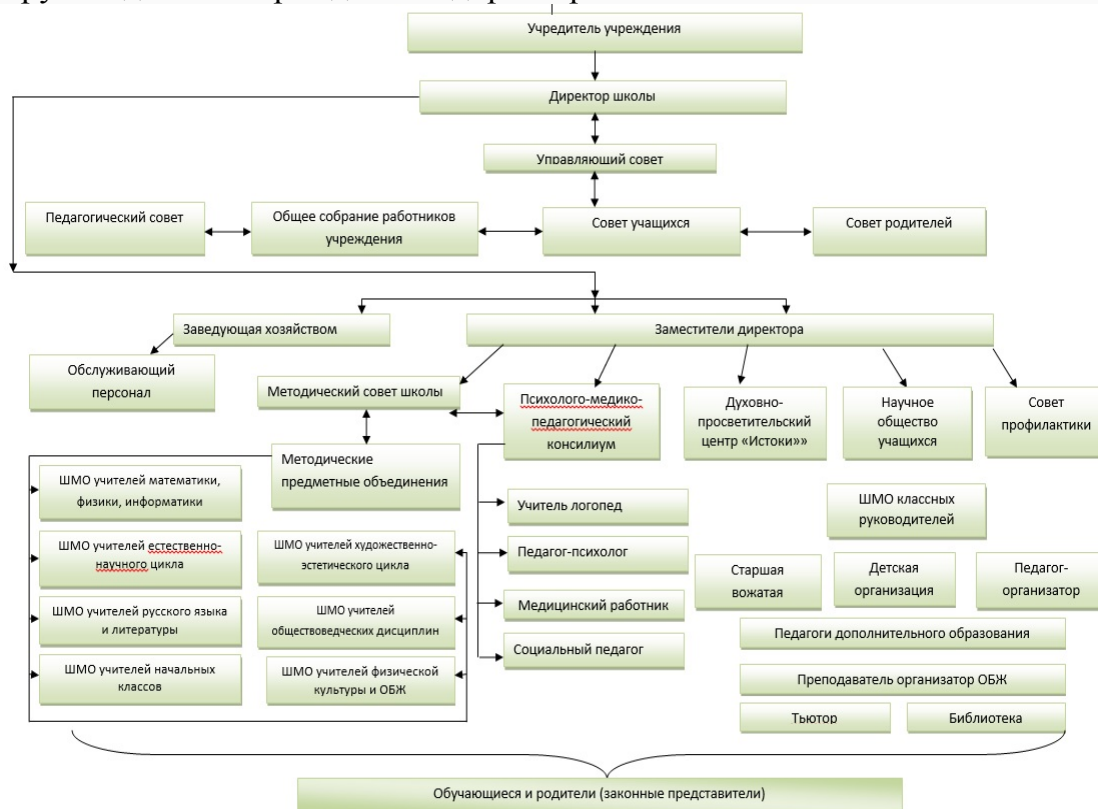 Учредитель учреждения
Директор школы
Управляющий совет
Педагогический совет
Общее собрание работников
учреждения
Совет учащихся
Совет родителей
Заведующая хозяйством
Заместители директора
Обслуживающий
персонал
Методический совет школы
Психолого-медико-
педагогический
консилиум
Духовно-
просветительский
центр «Истоки»»
Научное
общество
учащихся
Совет
профилактики
Методические
предметные объединения
ШМО учителей математики,
физики, информатики
ШМО учителей естественно-
научного цикла
ШМО учителей русского языка
и литературы
ШМО учителей начальных
классов
ШМО учителей художественно-
эстетического цикла
ШМО учителей
обществоведческих дисциплин
ШМО учителей физической
культуры и ОБЖ
Учитель логопед
Педагог-психолог
Медицинский работник
Социальный педагог
ШМО классных
руководителей
Старшая
вожатая
Детская
организация
Педагог-
организатор
Педагоги дополнительного образования
Преподаватель организатор ОБЖ
Тьютор
Библиотека
Обучающиеся и родители (законные представители)